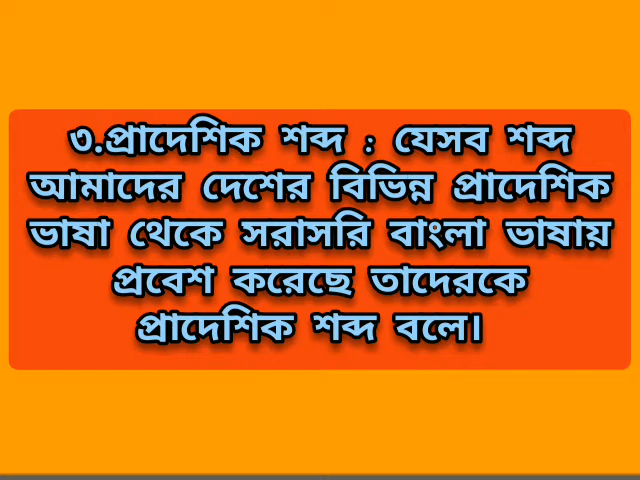 ৩.প্রাদেশিক শব্দ : যেসব শব্দ
আমাদের দেশের বিভিন্ন প্রাদেশিক
ভাষা থেকে সরাসরি বাংলা ভাষায়
প্রবেশ করেছে তাদেরকে
প্রাদেশিক শব্দ বলে।